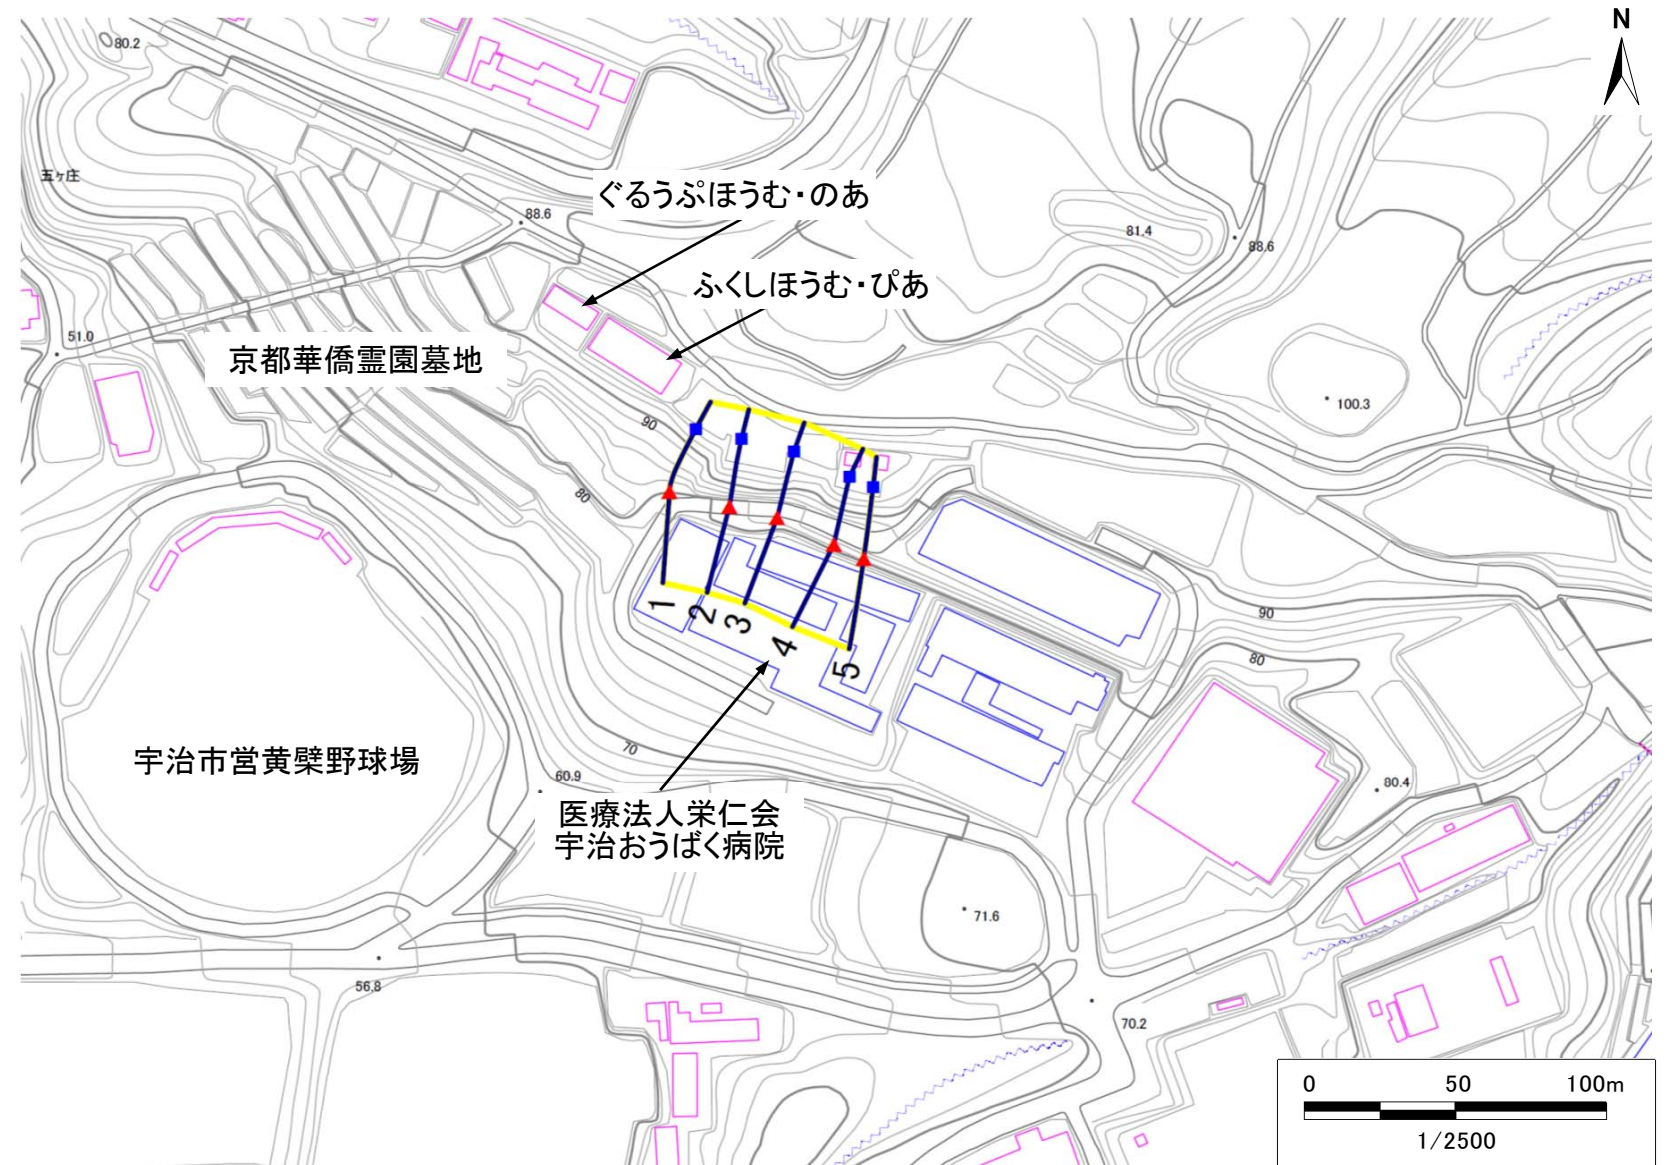 N
80.2
五ヶ庄
ぐるうぷほうむ・のあ
88.6
81.4
88.6
ふくしほうむ・ぴあ
51.0
京都華僑霊園墓地
100.3
90
80
1
2
3
4
5
90
80
70
宇治市営黄檗野球場
60.9
80.4
医療法人栄仁会
宇治おうばく病院
71.6
56.8
70.2
0 50 100m
1/2500